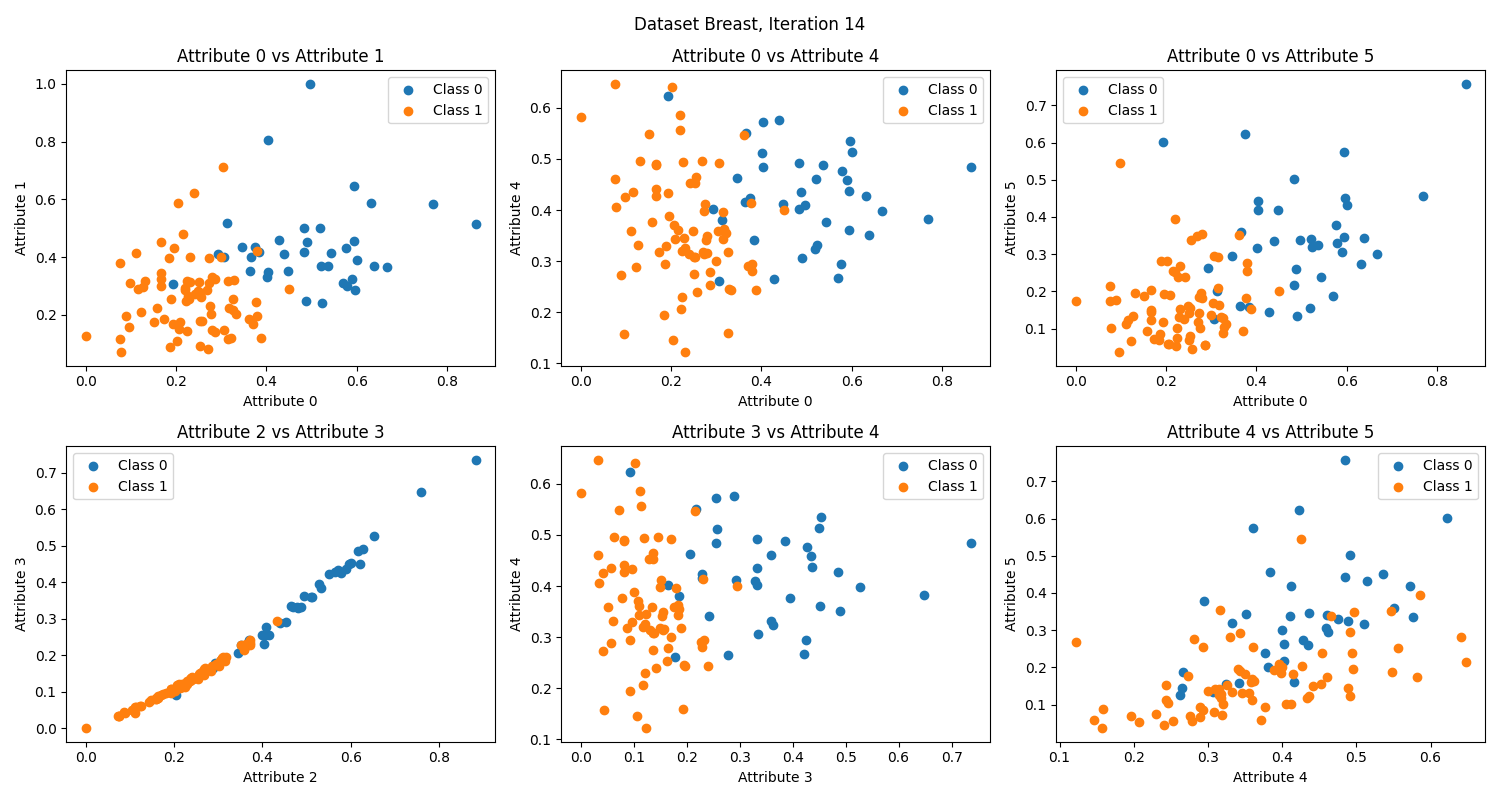 Dataset Breast, Iteration 14
Attribute 0 vs Attribute 1
Class 0
Class 1
Attribute 1
1.0
0.8
0.6
0.4
0.2
0.0 0.2 0.4 0.6 0.8
Attribute 0
Attribute 0 vs Attribute 4
Class 0
Class 1
Attribute 4
0.6
0.5
0.4
0.3
0.2
0.1
0.0 0.2 0.4 0.6 0.8
Attribute 0
Attribute 0 vs Attribute 5
Class 0
Class 1
Attribute 5
0.7
0.6
0.5
0.4
0.3
0.2
0.1
0.0 0.2 0.4 0.6 0.8
Attribute 0
Attribute 2 vs Attribute 3
Class 0
Class 1
Attribute 3
0.7
0.6
0.5
0.4
0.3
0.2
0.1
0.0
0.0 0.2 0.4 0.6 0.8
Attribute 2
Attribute 3 vs Attribute 4
Class 0
Class 1
Attribute 4
0.6
0.5
0.4
0.3
0.2
0.1
0.0 0.1 0.2 0.3 0.4 0.5 0.6 0.7
Attribute 3
Attribute 4 vs Attribute 5
Class 0
Class 1
Attribute 5
0.7
0.6
0.5
0.4
0.3
0.2
0.1
0.1 0.2 0.3 0.4 0.5 0.6
Attribute 4